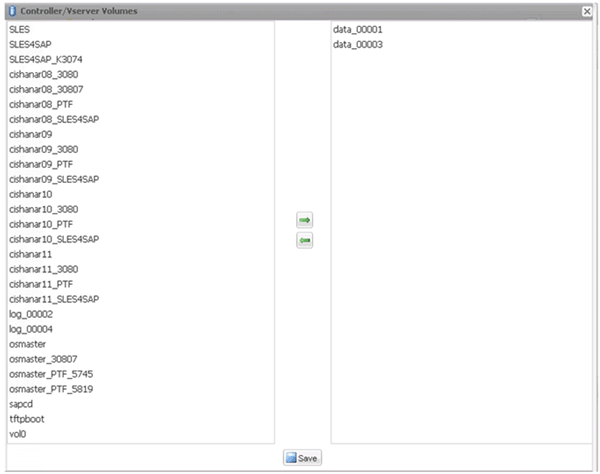 Controller/Vserver Volumes
SLES
SLES4SAP
SLES4SAP_K3074
cishanar08_3080
cishanar08_30807
cishanar08_PTF
cishanar08_SLES4SAP
cishanar09
cishanar09_3080
cishanar09_PTF
cishanar09_SLES4SAP
cishanar10
cishanar10_3080
cishanar10_PTF
cishanar10_SLES4SAP
cishanar11
cishanar11_3080
cishanar11_PTF
cishanar11_SLES4SAP
log_00002
log_00004
osmaster
osmaster_30807
osmaster_PTF_5745
osmaster_PTF_5819
sapcd
tftpboot
vol0
data_00001
data_00003
Save